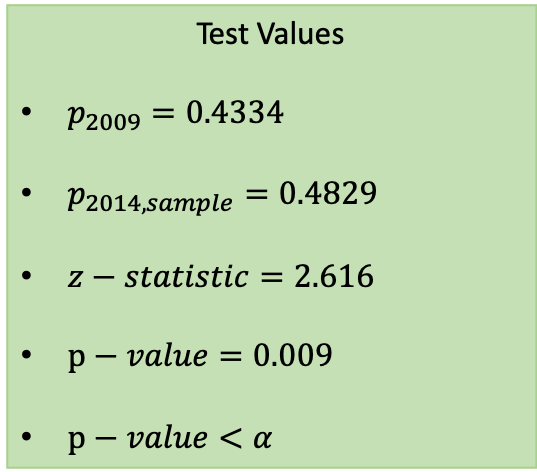 Test Values
• p₂₀₀₉ = 0.4334
• p₂₀₁₄,ₛₐₘₚₗₑ = 0.4829
• z − statistic = 2.616
• p − value = 0.009
• p − value < α